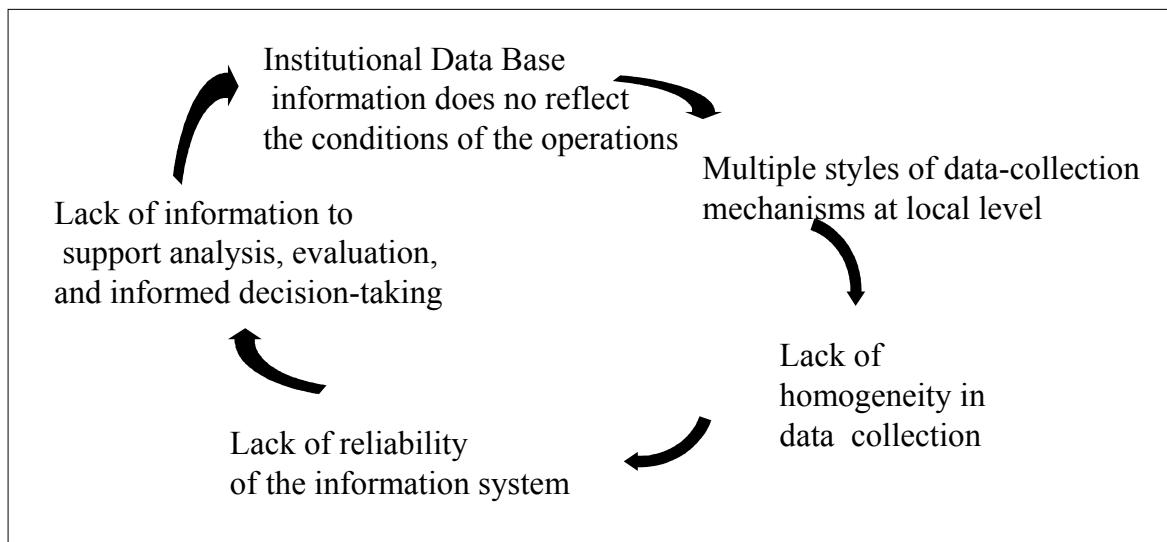 Institutional Data Base
information does no reflect
the conditions of the operations
Multiple styles of data-collection
mechanisms at local level
Lack of
homogeneity in
data collection
Lack of reliability
of the information system
Lack of information to
support analysis, evaluation,
and informed decision-taking